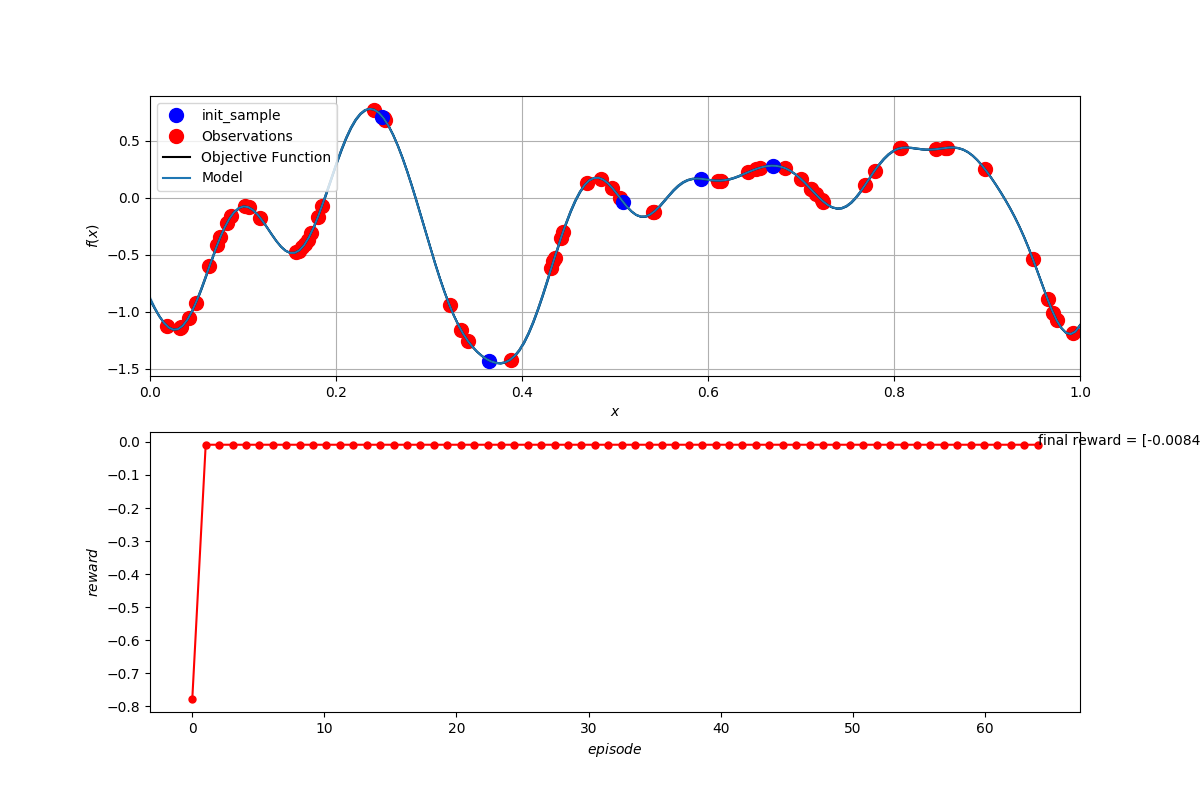 init_sample
Observations
Objective Function
Model
0.5
0.0
−0.5
−1.0
−1.5
f(x)
0.0 0.2 0.4 0.6 0.8 1.0
x
final reward = [-0.0084
0.0
−0.1
−0.2
−0.3
−0.4
−0.5
−0.6
−0.7
−0.8
reward
0 10 20 30 40 50 60
episode